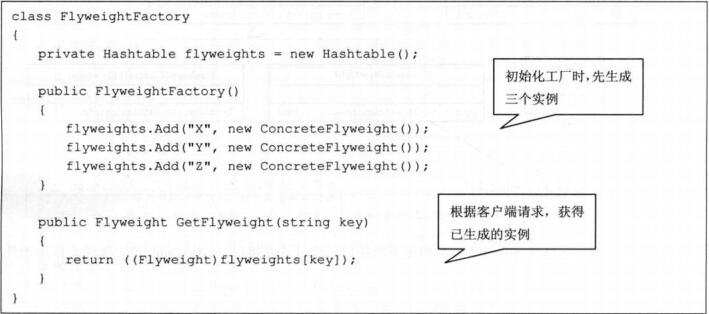 class FlyweightFactory
{
private Hashtable flyweights = new Hashtable();
初始化工厂时,先生成
三个实例
public FlyweightFactory()
{
flyweights.Add("X", new ConcreteFlyweight());
flyweights.Add("Y", new ConcreteFlyweight());
flyweights.Add("Z", new ConcreteFlyweight());
}
根据客户端请求，获得
已生成的实例
public Flyweight GetFlyweight(string key)
{
return ((Flyweight)flyweights[key]);
}
}